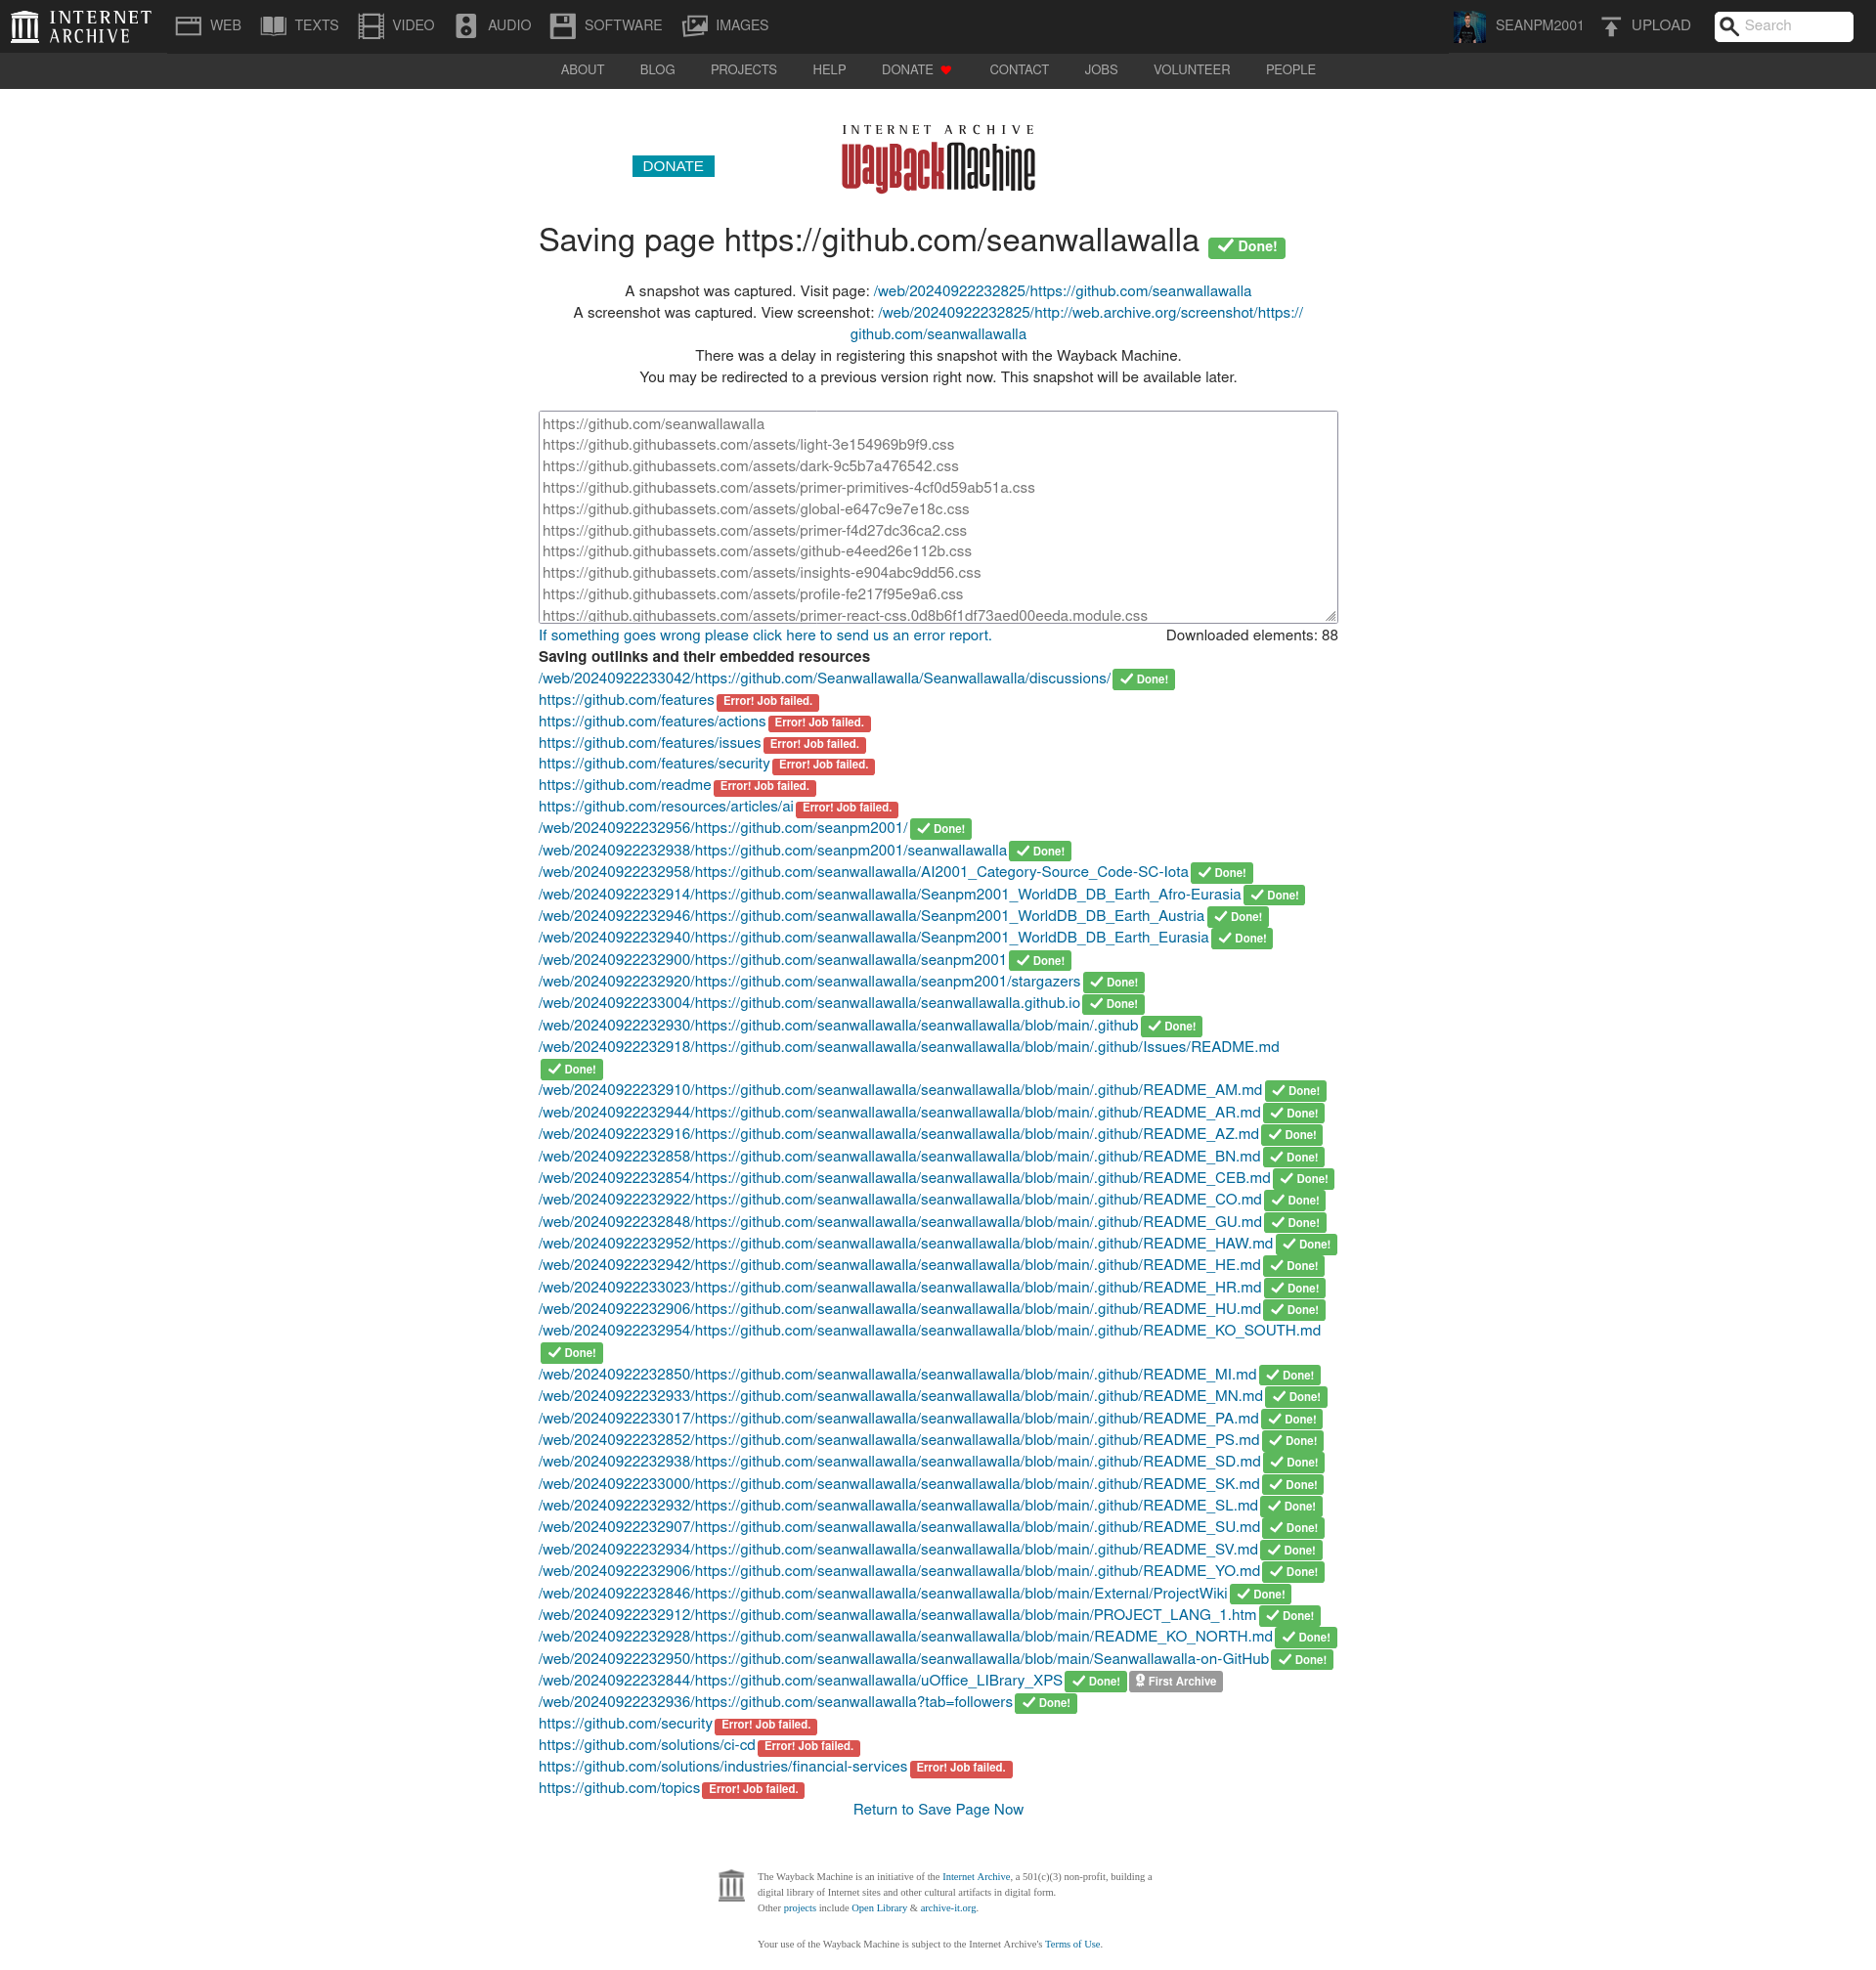 INTERNET ARCHIVE
WEB TEXTS VIDEO AUDIO SOFTWARE IMAGES SEANPM2001 UPLOAD Search
ABOUT BLOG PROJECTS HELP DONATE CONTACT JOBS VOLUNTEER PEOPLE
INTERNET ARCHIVE
DONATE WayBackMachine
Saving page https://github.com/seanwallawalla Done!
A snapshot was captured. Visit page: /web/20240922232825/https://github.com/seanwallawalla
A screenshot was captured. View screenshot: /web/20240922232825/http://web.archive.org/screenshot/https://
github.com/seanwallawalla
There was a delay in registering this snapshot with the Wayback Machine.
You may be redirected to a previous version right now. This snapshot will be available later.
https://github.com/seanwallawalla
https://github.githubassets.com/assets/light-3e154969b9f9.css
https://github.githubassets.com/assets/dark-9c5b7a476542.css
https://github.githubassets.com/assets/primer-primitives-4cf0d59ab51a.css
https://github.githubassets.com/assets/global-e647c9e7e18c.css
https://github.githubassets.com/assets/primer-f4d27dc36ca2.css
https://github.githubassets.com/assets/github-e4eed26e112b.css
https://github.githubassets.com/assets/insights-e904abc9dd56.css
https://github.githubassets.com/assets/profile-fe217f95e9a6.css
https://github.githubassets.com/assets/primer-react-css.0d8b6f1df73aed00eeda.module.css
If something goes wrong please click here to send us an error report. Downloaded elements: 88
Saving outlinks and their embedded resources
/web/20240922233042/https://github.com/Seanwallawalla/Seanwallawalla/discussions/ Done!
https://github.com/features Error! Job failed.
https://github.com/features/actions Error! Job failed.
https://github.com/features/issues Error! Job failed.
https://github.com/features/security Error! Job failed.
https://github.com/readme Error! Job failed.
https://github.com/resources/articles/ai Error! Job failed.
/web/20240922232956/https://github.com/seanpm2001/ Done!
/web/20240922232938/https://github.com/seanpm2001/seanwallawalla Done!
/web/20240922232958/https://github.com/seanwallawalla/AI2001_Category-Source_Code-SC-Iota Done!
/web/20240922232914/https://github.com/seanwallawalla/Seanpm2001_WorldDB_DB_Earth_Afro-Eurasia Done!
/web/20240922232946/https://github.com/seanwallawalla/Seanpm2001_WorldDB_DB_Earth_Austria Done!
/web/20240922232940/https://github.com/seanwallawalla/Seanpm2001_WorldDB_DB_Earth_Eurasia Done!
/web/20240922232900/https://github.com/seanwallawalla/seanpm2001 Done!
/web/20240922232920/https://github.com/seanwallawalla/seanpm2001/stargazers Done!
/web/20240922233004/https://github.com/seanwallawalla/seanwallawalla.github.io Done!
/web/20240922232930/https://github.com/seanwallawalla/seanwallawalla/blob/main/.github Done!
/web/20240922232918/https://github.com/seanwallawalla/seanwallawalla/blob/main/.github/Issues/README.md
Done!
/web/20240922232910/https://github.com/seanwallawalla/seanwallawalla/blob/main/.github/README_AM.md Done!
/web/20240922232944/https://github.com/seanwallawalla/seanwallawalla/blob/main/.github/README_AR.md Done!
/web/20240922232916/https://github.com/seanwallawalla/seanwallawalla/blob/main/.github/README_AZ.md Done!
/web/20240922232858/https://github.com/seanwallawalla/seanwallawalla/blob/main/.github/README_BN.md Done!
/web/20240922232854/https://github.com/seanwallawalla/seanwallawalla/blob/main/.github/README_CEB.md Done!
/web/20240922232922/https://github.com/seanwallawalla/seanwallawalla/blob/main/.github/README_CO.md Done!
/web/20240922232848/https://github.com/seanwallawalla/seanwallawalla/blob/main/.github/README_GU.md Done!
/web/20240922232952/https://github.com/seanwallawalla/seanwallawalla/blob/main/.github/README_HAW.md Done!
/web/20240922232942/https://github.com/seanwallawalla/seanwallawalla/blob/main/.github/README_HE.md Done!
/web/20240922233023/https://github.com/seanwallawalla/seanwallawalla/blob/main/.github/README_HR.md Done!
/web/20240922232906/https://github.com/seanwallawalla/seanwallawalla/blob/main/.github/README_HU.md Done!
/web/20240922232954/https://github.com/seanwallawalla/seanwallawalla/blob/main/.github/README_KO_SOUTH.md
Done!
/web/20240922232850/https://github.com/seanwallawalla/seanwallawalla/blob/main/.github/README_MI.md Done!
/web/20240922232933/https://github.com/seanwallawalla/seanwallawalla/blob/main/.github/README_MN.md Done!
/web/20240922233017/https://github.com/seanwallawalla/seanwallawalla/blob/main/.github/README_PA.md Done!
/web/20240922232852/https://github.com/seanwallawalla/seanwallawalla/blob/main/.github/README_PS.md Done!
/web/20240922232938/https://github.com/seanwallawalla/seanwallawalla/blob/main/.github/README_SD.md Done!
/web/20240922233000/https://github.com/seanwallawalla/seanwallawalla/blob/main/.github/README_SK.md Done!
/web/20240922232932/https://github.com/seanwallawalla/seanwallawalla/blob/main/.github/README_SL.md Done!
/web/20240922232907/https://github.com/seanwallawalla/seanwallawalla/blob/main/.github/README_SU.md Done!
/web/20240922232934/https://github.com/seanwallawalla/seanwallawalla/blob/main/.github/README_SV.md Done!
/web/20240922232906/https://github.com/seanwallawalla/seanwallawalla/blob/main/.github/README_YO.md Done!
/web/20240922232846/https://github.com/seanwallawalla/seanwallawalla/blob/main/External/ProjectWiki Done!
/web/20240922232912/https://github.com/seanwallawalla/seanwallawalla/blob/main/PROJECT_LANG_1.htm Done!
/web/20240922232928/https://github.com/seanwallawalla/seanwallawalla/blob/main/README_KO_NORTH.md Done!
/web/20240922232950/https://github.com/seanwallawalla/seanwallawalla/blob/main/Seanwallawalla-on-GitHub Done!
/web/20240922232844/https://github.com/seanwallawalla/uOffice_LIBrary_XPS Done! First Archive
/web/20240922232936/https://github.com/seanwallawalla?tab=followers Done!
https://github.com/security Error! Job failed.
https://github.com/solutions/ci-cd Error! Job failed.
https://github.com/solutions/industries/financial-services Error! Job failed.
https://github.com/topics Error! Job failed.
Return to Save Page Now
The Wayback Machine is an initiative of the Internet Archive, a 501(c)(3) non-profit, building a
digital library of Internet sites and other cultural artifacts in digital form.
Other projects include Open Library & archive-it.org.
Your use of the Wayback Machine is subject to the Internet Archive's Terms of Use.